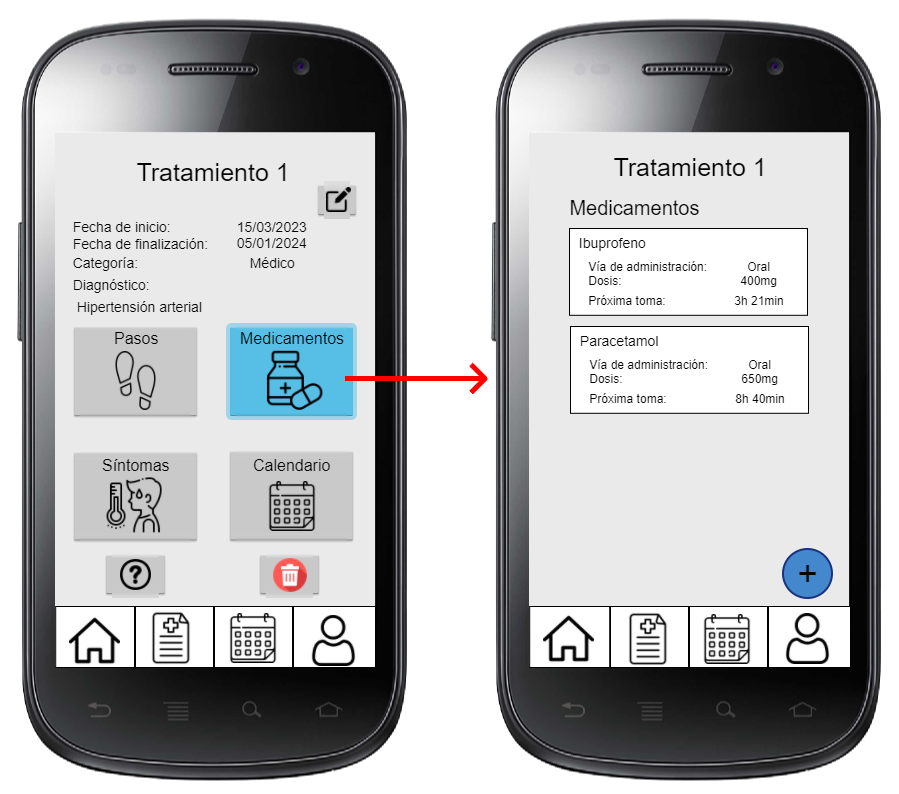 Tratamiento 1
Fecha de inicio: 15/03/2023
Fecha de finalización: 05/01/2024
Categoría: Médico
Diagnóstico:
Hipertensión arterial
Pasos
Medicamentos
Síntomas
Calendario
?
Tratamiento 1
Medicamentos
Ibuprofeno
Vía de administración: Oral
Dosis: 400mg
Próxima toma: 3h 21min
Paracetamol
Vía de administración: Oral
Dosis: 650mg
Próxima toma: 8h 40min
+